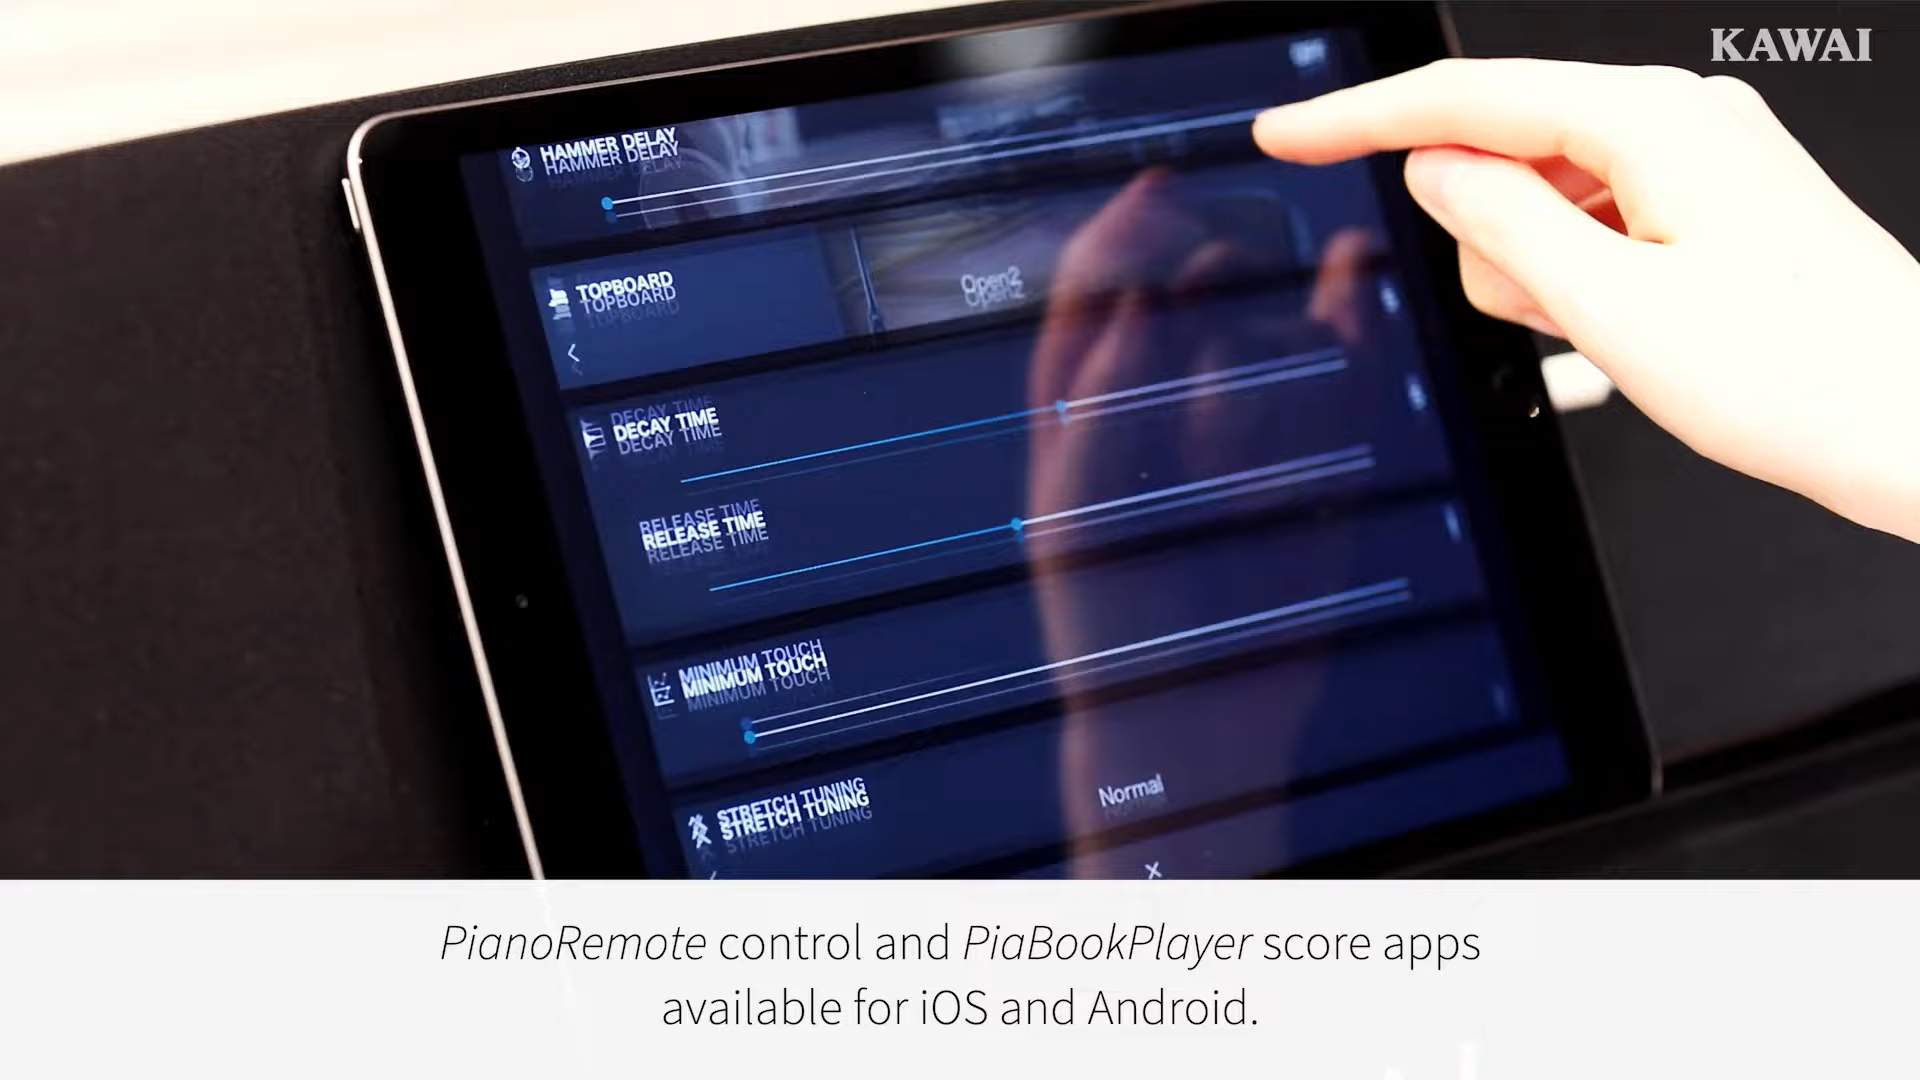 KAWAI
HAMMER DELAY
TOPBOARD
Open2
DECAY TIME
RELEASE TIME
MINIMUM TOUCH
STRETCH TUNING
Normal
PianoRemote control and PiaBookPlayer score apps
available for iOS and Android.